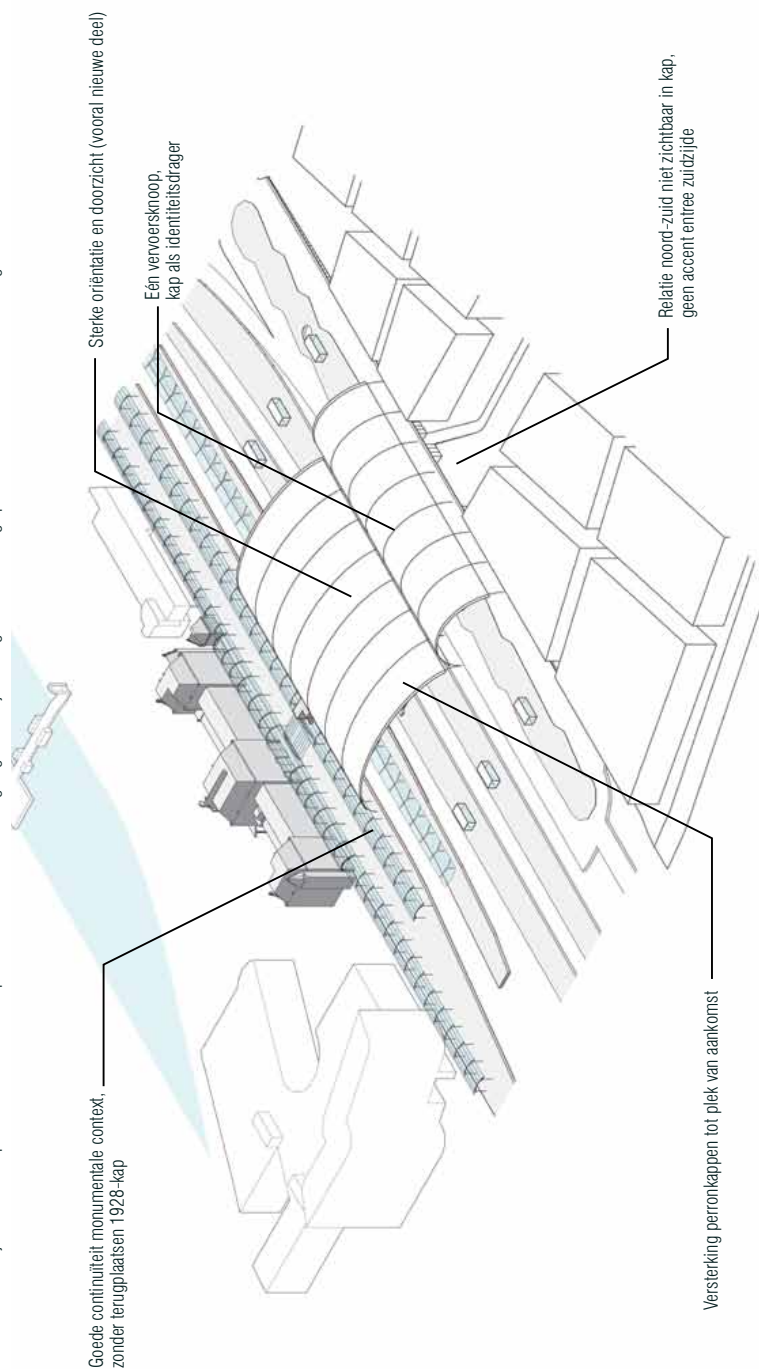 Goede continuïteit monumentale context,
zonder terugplaatsen 1928-kap
Sterke oriëntatie en doorzicht (vooral nieuwe deel)
Eén vervoersknoop,
kap als identiteitsdrager
Relatie noord-zuid niet zichtbaar in kap,
geen accent entree zuidzijde
Versterking perronkappen tot plek van aankomst